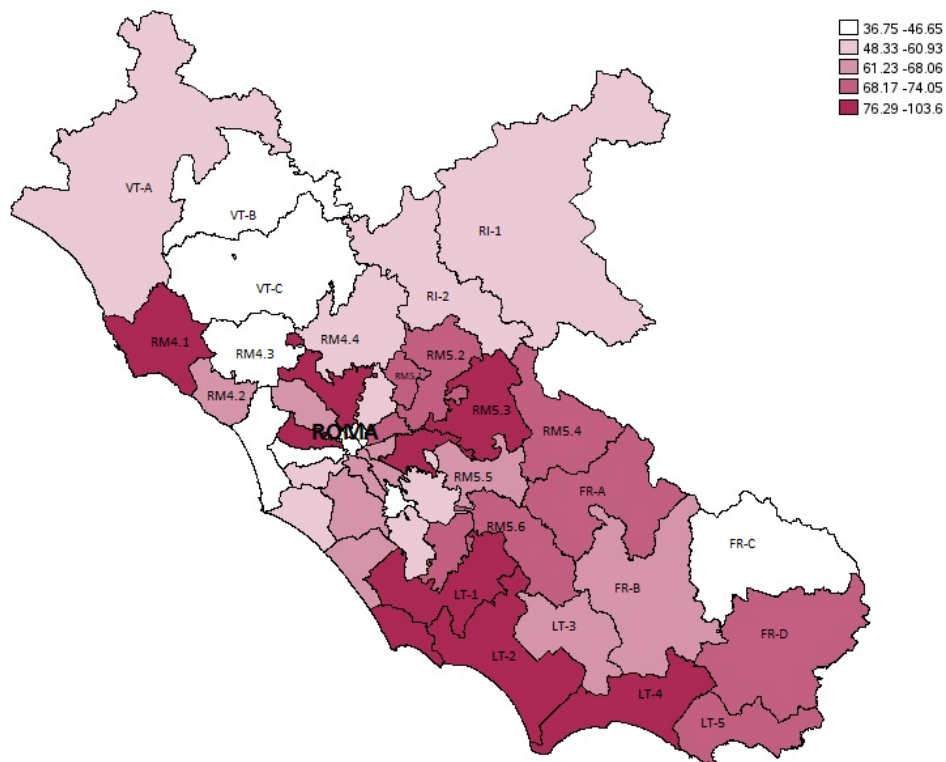 36.75 -46.65
48.33 -60.93
61.23 -68.06
68.17 -74.05
76.29 -103.6
VT-A
VT-B
RI-1
VT-C
RI-2
RM4.1
RM4.4
RM4.3
RM5.2
RM4.2
RM5.3
ROMA
RM5.4
RM5.5
FR-A
RM5.6
FR-C
FR-B
LT-1
LT-3
FR-D
LT-2
LT-4
LT-5